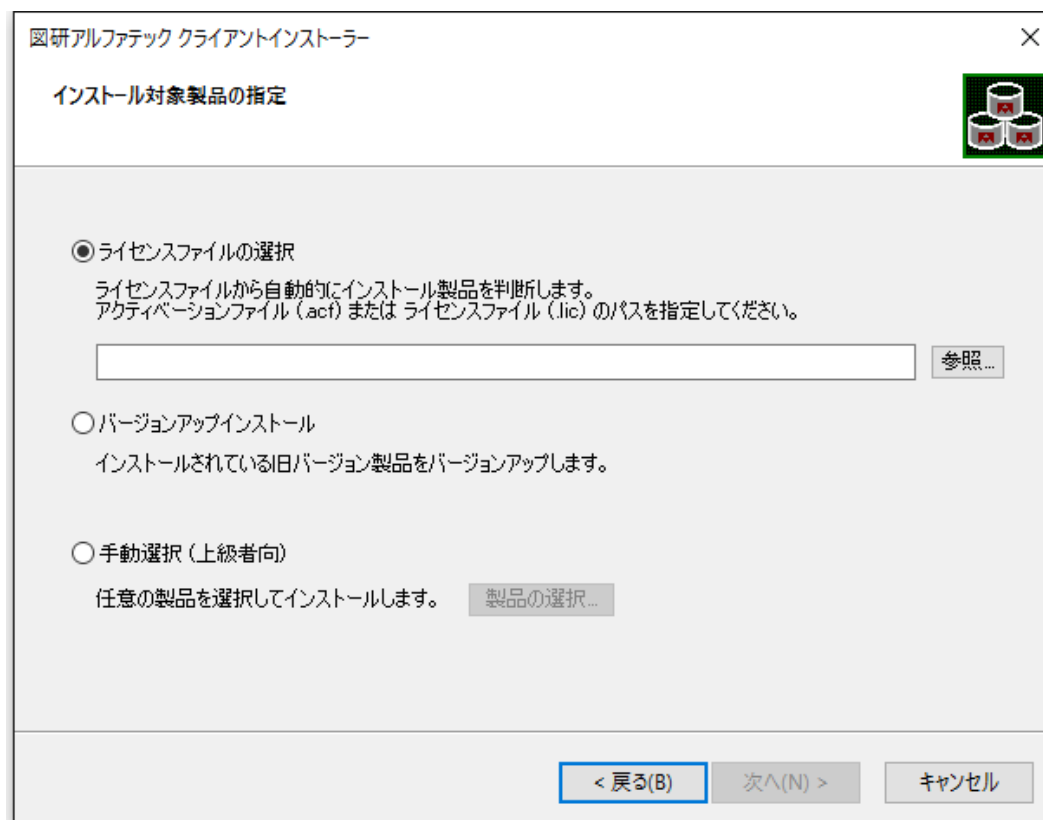 図研アルファテック クライアントインストーラー
インストール対象製品の指定
ライセンスファイルの選択
ライセンスファイルから自動的にインストール製品を判断します。
アクティベーションファイル (.acf) または ライセンスファイル (.lic) のパスを指定してください。
参照...
バージョンアップインストール
インストールされている旧バージョン製品をバージョンアップします。
手動選択 (上級者向)
任意の製品を選択してインストールします。 製品の選択...
< 戻る(B) 次へ(N) > キャンセル